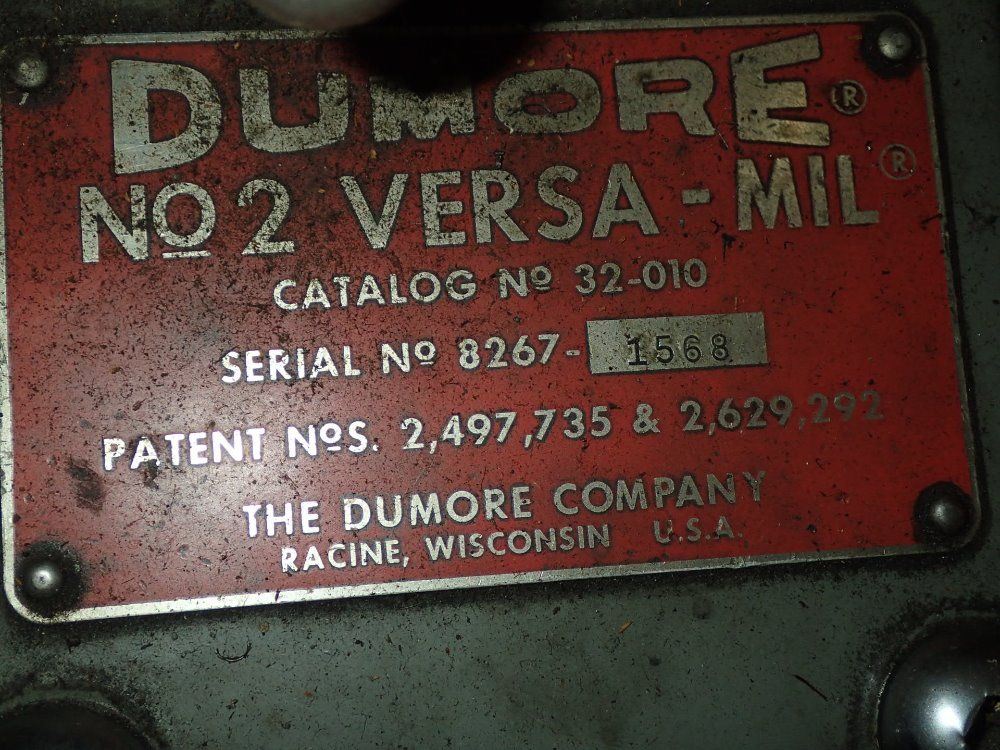 DUMORE®
Nº 2 VERSA-MIL®
CATALOG Nº 32-010
SERIAL Nº 8267- 1568
PATENT NºS. 2,497,735 & 2,629,292
THE DUMORE COMPANY
RACINE, WISCONSIN U.S.A.